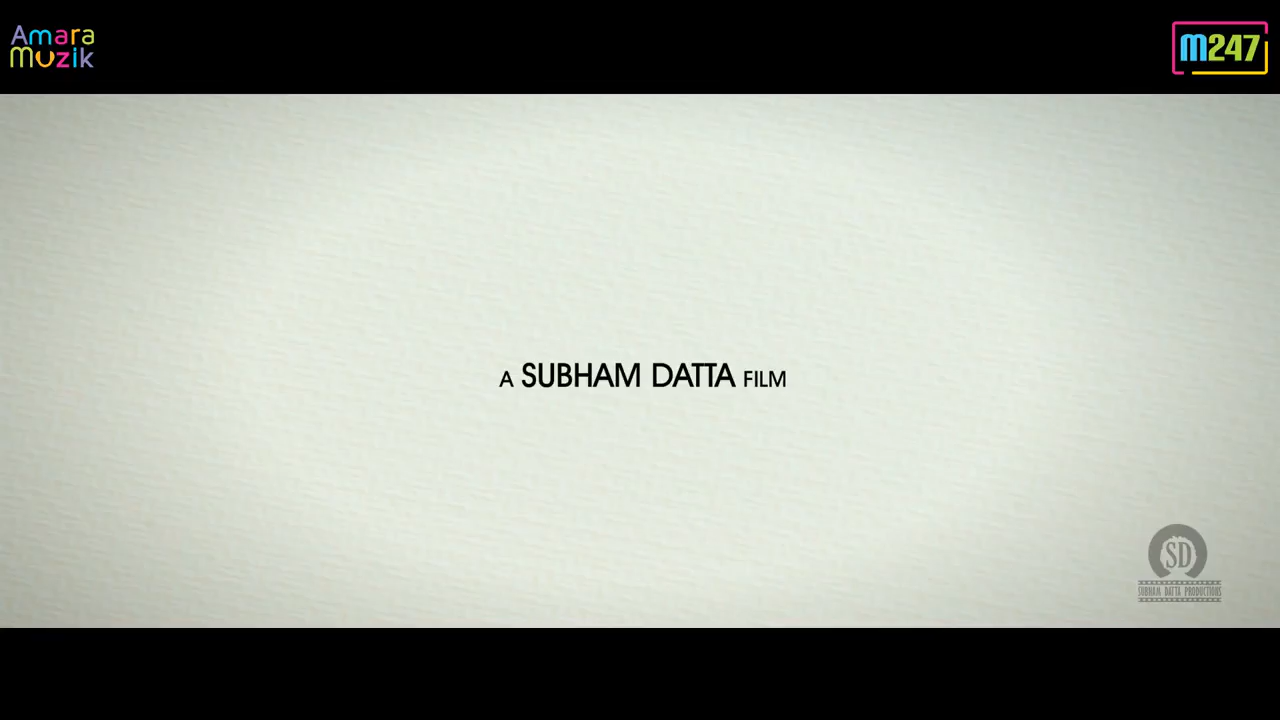 Amara
Muzik
M247
A SUBHAM DATTA FILM
SD
SUBHAM DATTA PRODUCTIONS